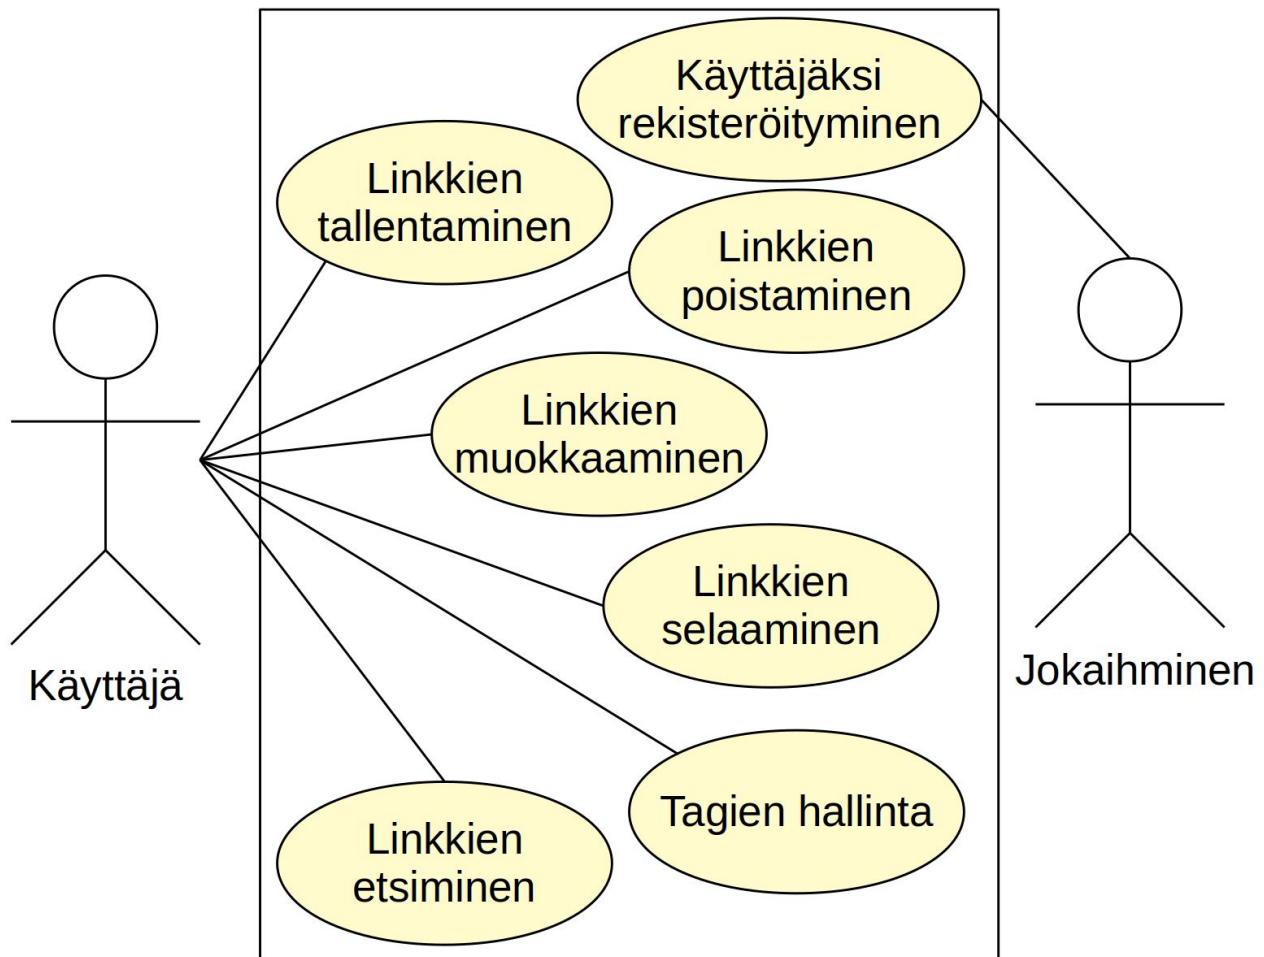 Käyttäjäksi
rekisteröityminen
Linkkien
tallentaminen
Linkkien
poistaminen
Linkkien
muokkaaminen
Linkkien
selaaminen
Käyttäjä
Jokaihminen
Tagien hallinta
Linkkien
etsiminen